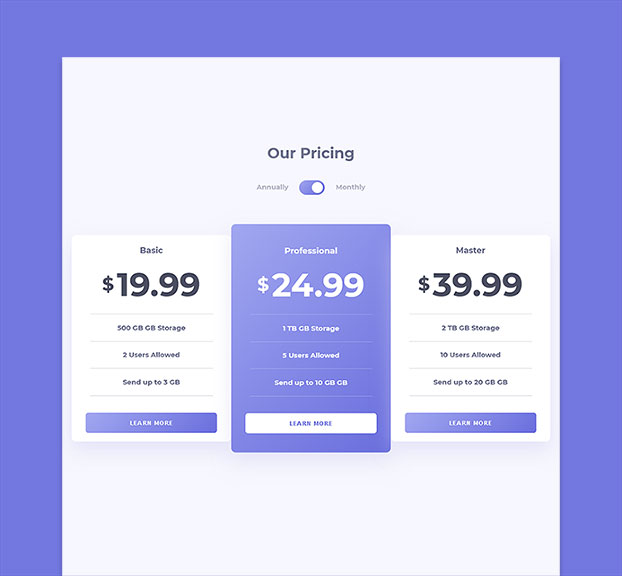 Our Pricing
Annually
Monthly
Basic
$19.99
500 GB GB Storage
2 Users Allowed
Send up to 3 GB
LEARN MORE
Professional
$24.99
1 TB GB Storage
5 Users Allowed
Send up to 10 GB GB
LEARN MORE
Master
$39.99
2 TB GB Storage
10 Users Allowed
Send up to 20 GB GB
LEARN MORE